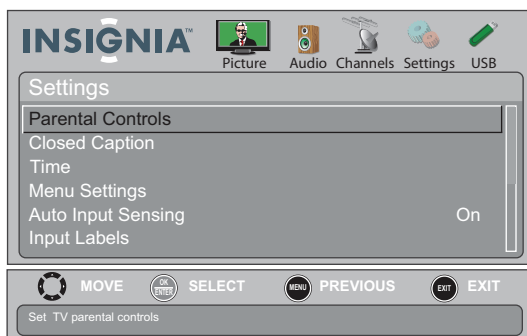 INSIGNIA™
Picture Audio Channels Settings USB
Settings
Parental Controls
Closed Caption
Time
Menu Settings
Auto Input Sensing On
Input Labels
MOVE OK ENTER SELECT MENU PREVIOUS EXIT EXIT
Set TV parental controls